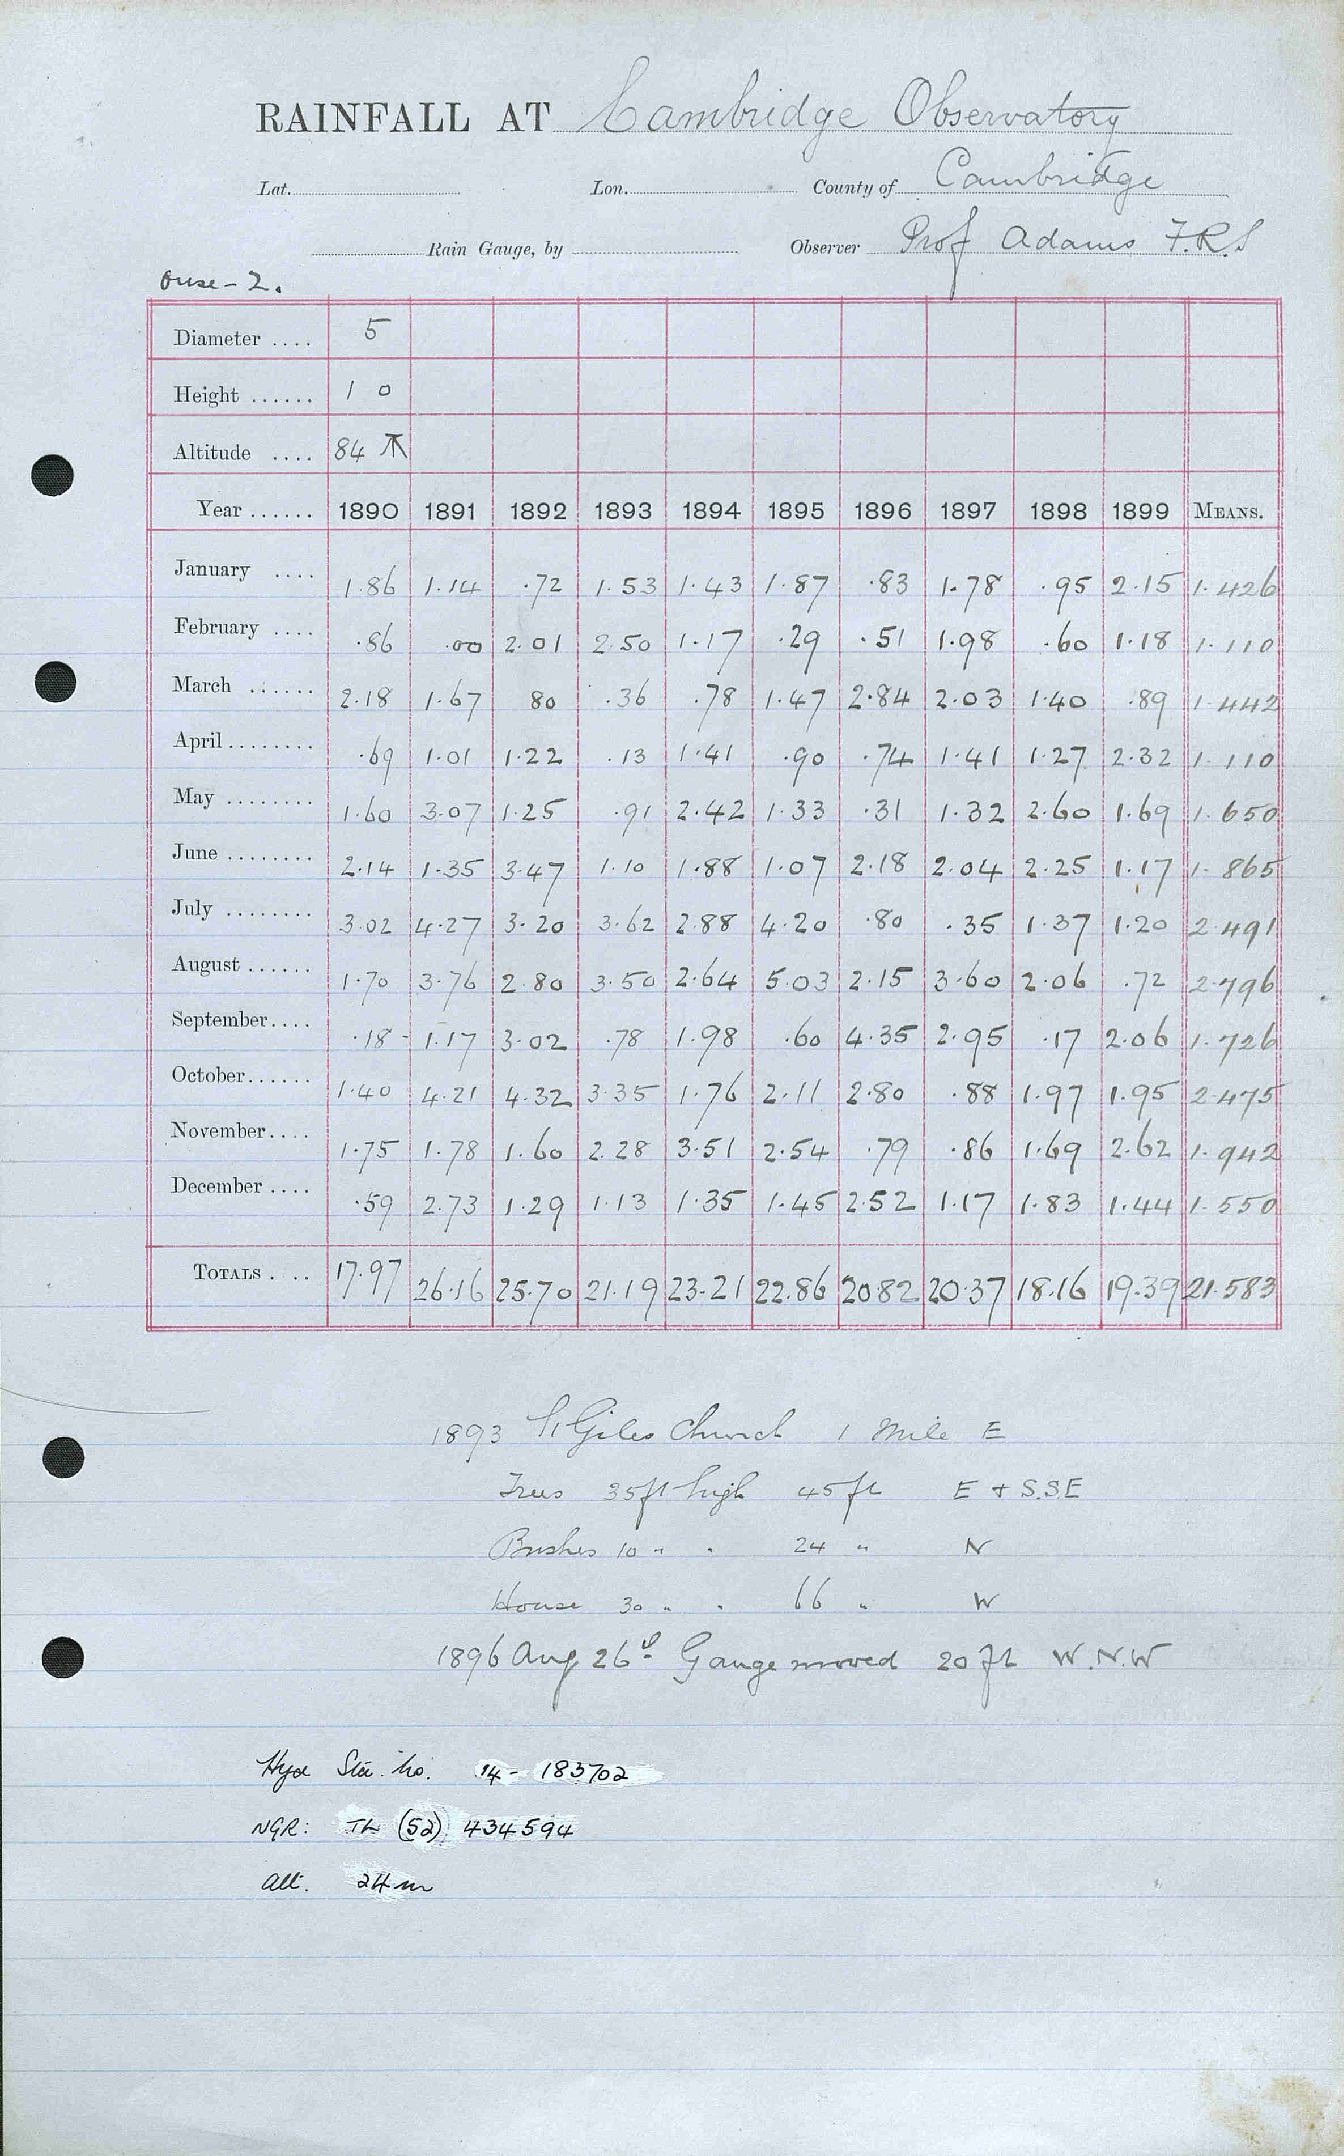 RAINFALL AT Cambridge Observatory
Lat. Lon. County of Cambridge
Rain Gauge, by Observer Prof Adams F.R.S
Ouse - 2.
Diameter .... 5
Height ...... 1 0
Altitude .... 84
Year ...... 1890 1891 1892 1893 1894 1895 1896 1897 1898 1899 MEANS.
January .... 1.86 1.14 .72 1.53 1.43 1.87 .83 1.78 .95 2.15 1.426
February .... .86 .00 2.01 2.50 1.17 .29 .51 1.98 .60 1.18 1.110
March ...... 2.18 1.67 80 .36 .78 1.47 2.84 2.03 1.40 .89 1.442
April ........ .69 1.01 1.22 .13 1.41 .90 .74 1.41 1.27 2.32 1.110
May ........ 1.60 3.07 1.25 .91 2.42 1.33 .31 1.32 2.60 1.69 1.650
June ........ 2.14 1.35 3.47 1.10 1.88 1.07 2.18 2.04 2.25 1.17 1.865
July ........ 3.02 4.27 3.20 3.62 2.88 4.20 .80 .35 1.37 1.20 2.491
August ...... 1.70 3.76 2.80 3.50 2.64 5.03 2.15 3.60 2.06 .72 2.796
September.... .18 1.17 3.02 .78 1.98 .60 4.35 2.95 .17 2.06 1.726
October...... 1.40 4.21 4.32 3.35 1.76 2.11 2.80 .88 1.97 1.95 2.475
November.... 1.75 1.78 1.60 2.28 3.51 2.54 .79 .86 1.69 2.62 1.942
December .... .59 2.73 1.29 1.13 1.35 1.45 2.52 1.17 1.83 1.44 1.550
TOTALS . .. 17.97 26.16 25.70 21.19 23.21 22.86 20.82 20.37 18.16 19.39 21.583
1893 St Giles Church 1 Mile E
Trees 35ft high 45 ft E + S.S.E
Bushes 10 " " 24 " N
House 30 " " 66 " W
1896 Aug 26th Gauge moved 20 ft W.N.W
Hyd Sta. No. 14 - 183702
NGR: TL (52) 434594
Alt. 24 m